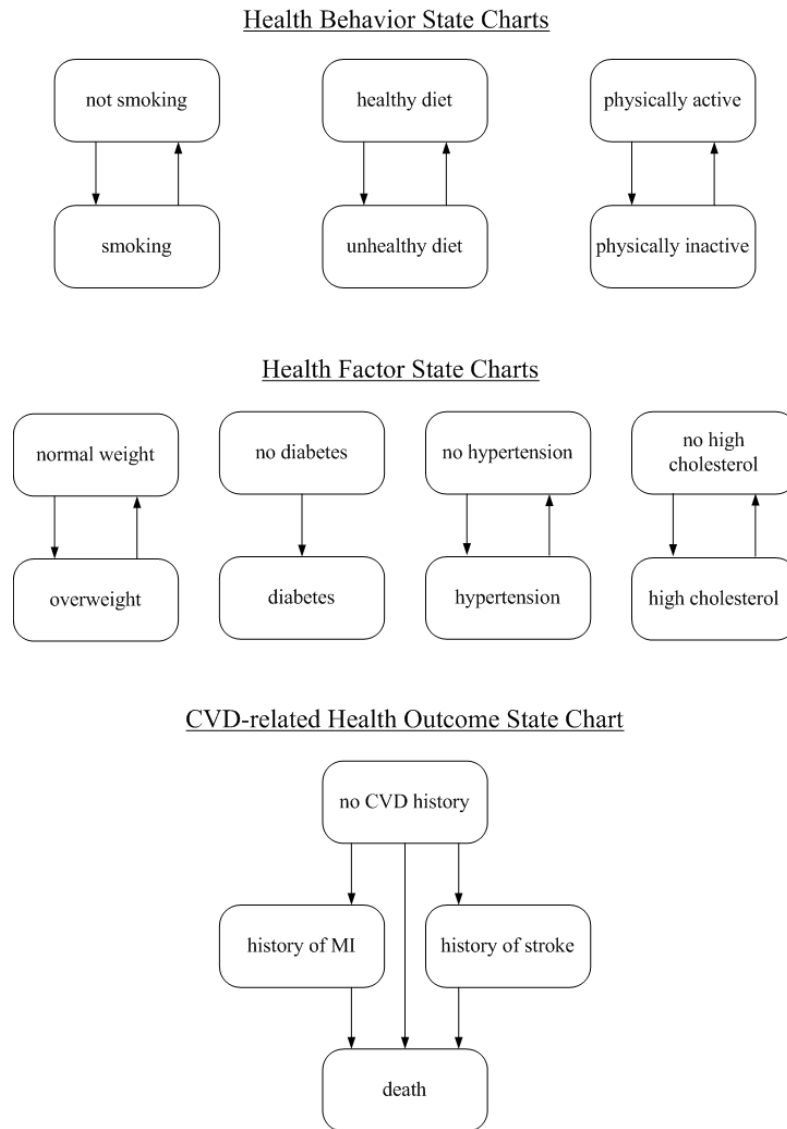 Health Behavior State Charts
not smoking
healthy diet
physically active
smoking
unhealthy diet
physically inactive
Health Factor State Charts
normal weight
no diabetes
no hypertension
no high
cholesterol
overweight
diabetes
hypertension
high cholesterol
CVD-related Health Outcome State Chart
no CVD history
history of MI
history of stroke
death